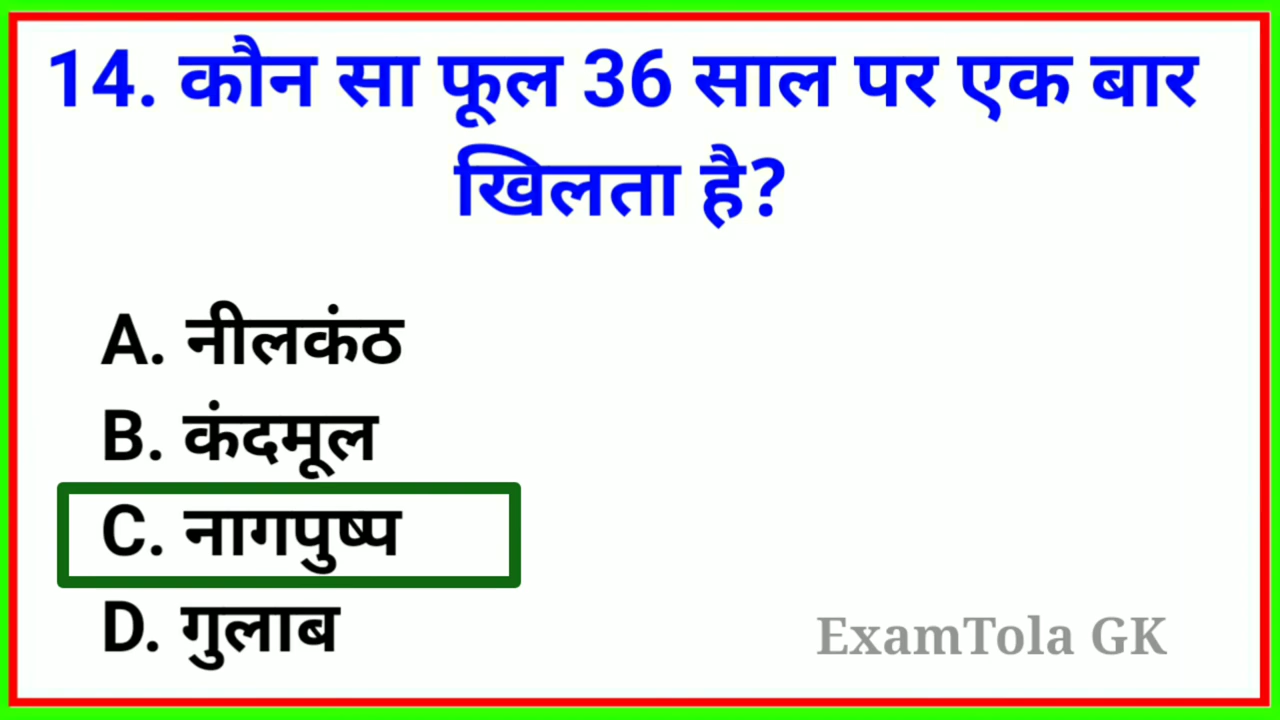 14. कौन सा फूल 36 साल पर एक बार
खिलता है?
A. नीलकंठ
B. कंदमूल
C. नागपुष्प
D. गुलाब
ExamTola GK